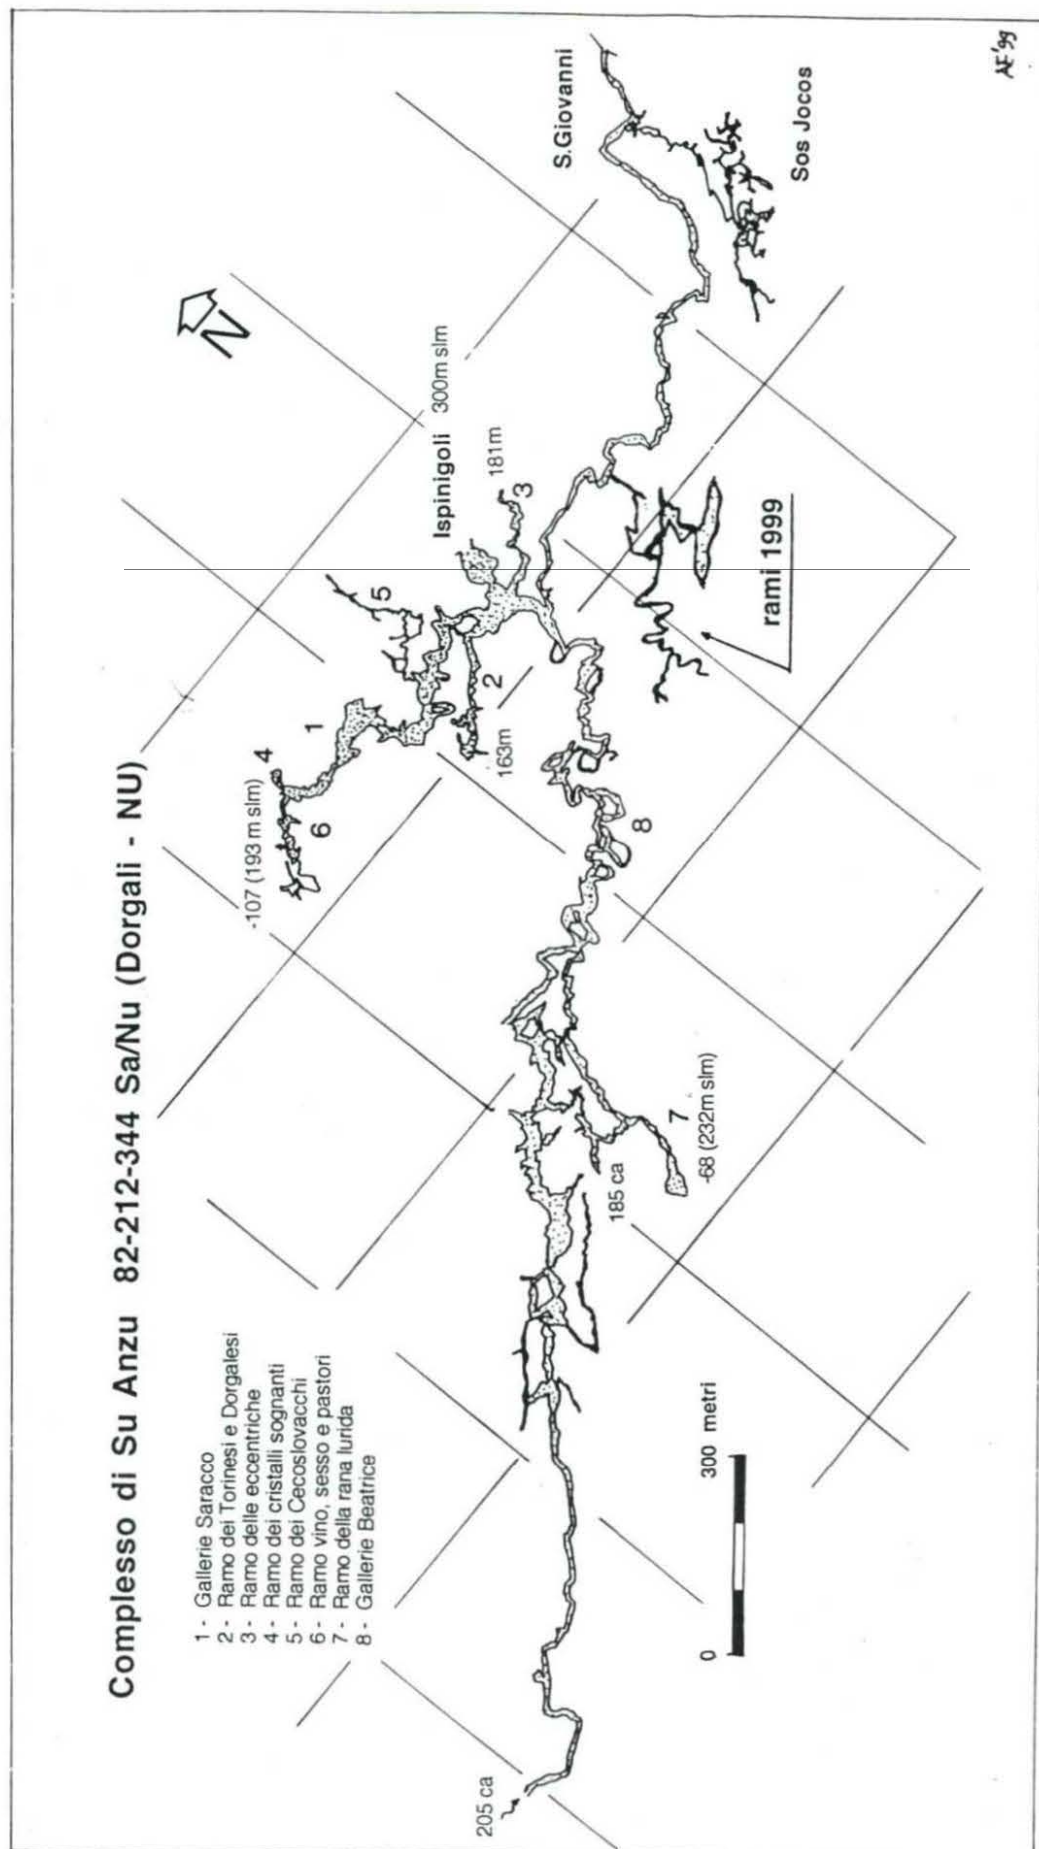 Complesso di Su Anzu 82-212-344 Sa/Nu (Dorgali - NU)
1 - Gallerie Saracco
2 - Ramo dei Torinesi e Dorgalesi
3 - Ramo delle eccentriche
4 - Ramo dei cristalli sognanti
5 - Ramo dei Cecoslovacchi
6 - Ramo vino, sesso e pastori
7 - Ramo della rana lurida
8 - Gallerie Beatrice
-107 (193 m slm)
6
4
1
5
N
Ispinigoli 300m slm
181m
3
2
163m
S.Giovanni
Sos Jocos
AE'99
205 ca
185 ca
7
-68 (232m slm)
8
rami 1999
0
300 metri